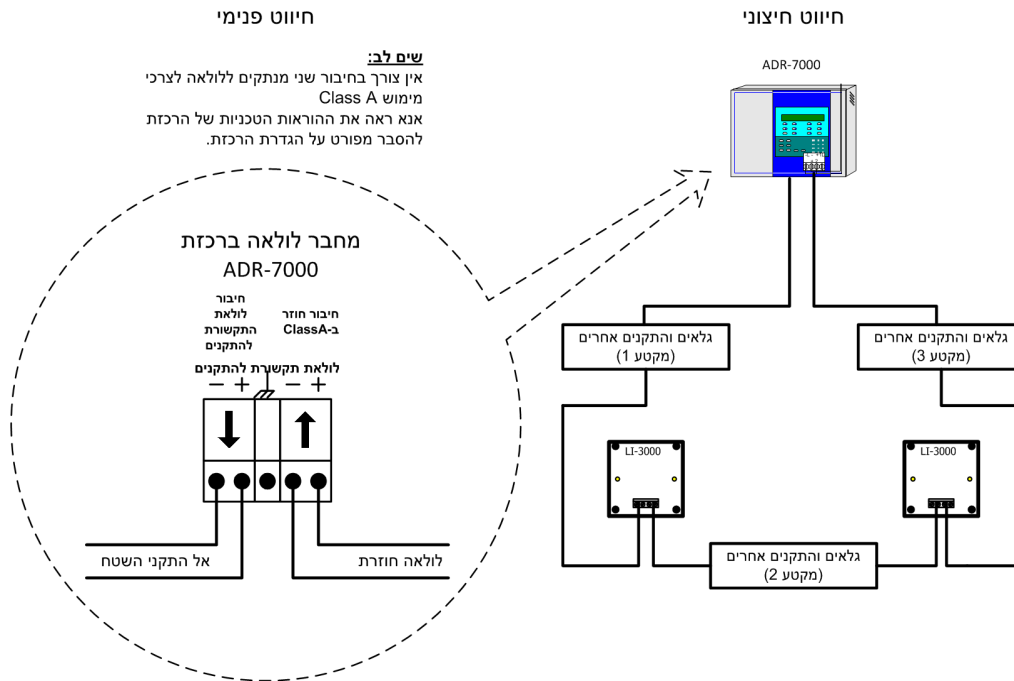 חיווט פנימי
חיווט חיצוני
שים לב:
אין צורך בחיבור שני מנתקים ללולאה לצרכי
מימוש Class A
אנא ראה את ההוראות הטכניות של הרכזת
להסבר מפורט על הגדרת הרכזת.
ADR-7000
מחבר לולאה ברכזת
ADR-7000
חיבור חוזר
ב-ClassA
חיבור
לולאת
התקשורת
להתקנים
לולאת תקשורת להתקנים
− + − +
אל התקני השטח
לולאה חוזרת
גלאים והתקנים אחרים
(מקטע 1)
גלאים והתקנים אחרים
(מקטע 3)
LI-3000
LI-3000
גלאים והתקנים אחרים
(מקטע 2)